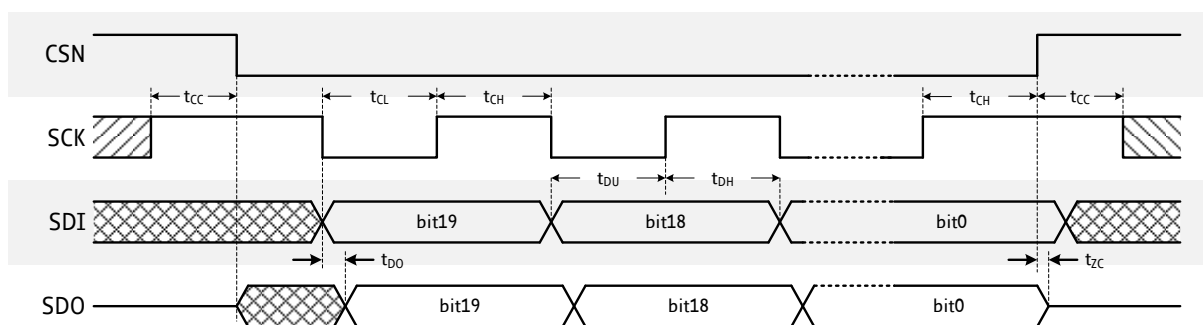 CSN
tCC tCL tCH tCH tCC
SCK
tDU tDH
SDI bit19 bit18 bit0
tDO tZC
SDO bit19 bit18 bit0